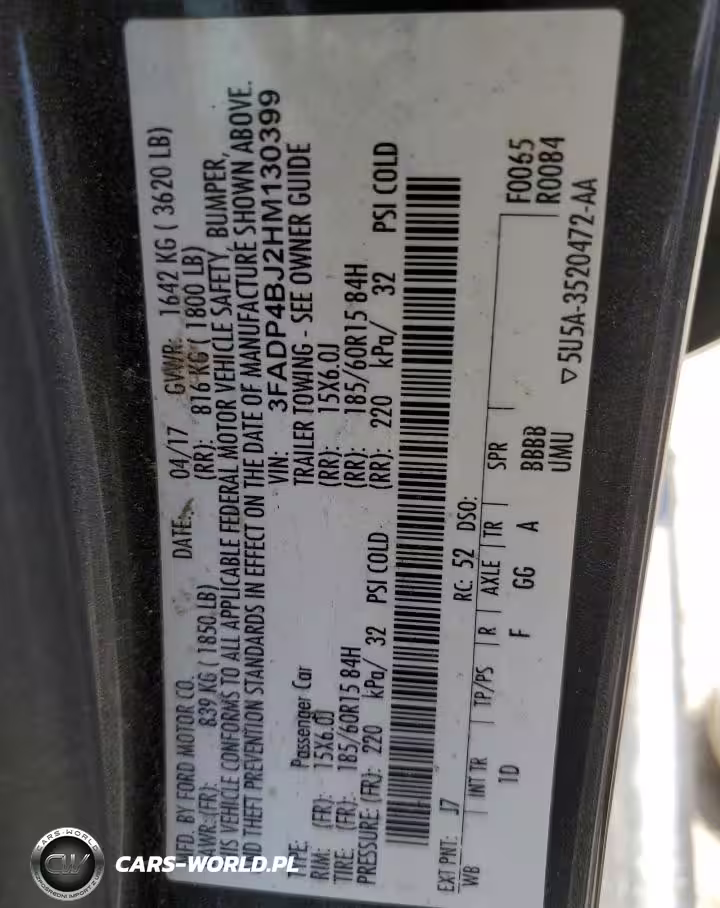 MFD. BY FORD MOTOR CO. DATE: 04/17 GVWR: 1642 KG ( 3620 LB)
GAWR:(FR): 839 KG ( 1850 LB) (RR): 816 KG ( 1800 LB)
THIS VEHICLE CONFORMS TO ALL APPLICABLE FEDERAL MOTOR VEHICLE SAFETY, BUMPER,
AND THEFT PREVENTION STANDARDS IN EFFECT ON THE DATE OF MANUFACTURE SHOWN ABOVE.
VIN: 3FADP4BJ2HM130399
TYPE: Passenger Car TRAILER TOWING - SEE OWNER GUIDE
RIM: (FR): 15X6.0J (RR): 15X6.0J
TIRE: (FR): 185/60R15 84H (RR): 185/60R15 84H
PRESSURE:(FR): 220 kPa/ 32 PSI COLD (RR): 220 kPa/ 32 PSI COLD
EXT PNT: J7 RC: 52 DSO: F0065
WB INT TR TP/PS R AXLE TR SPR R0084
1D F GG A BBBB
UMU ▽5U5A-3520472-AA
CARS-WORLD
CW
CARS-WORLD.PL